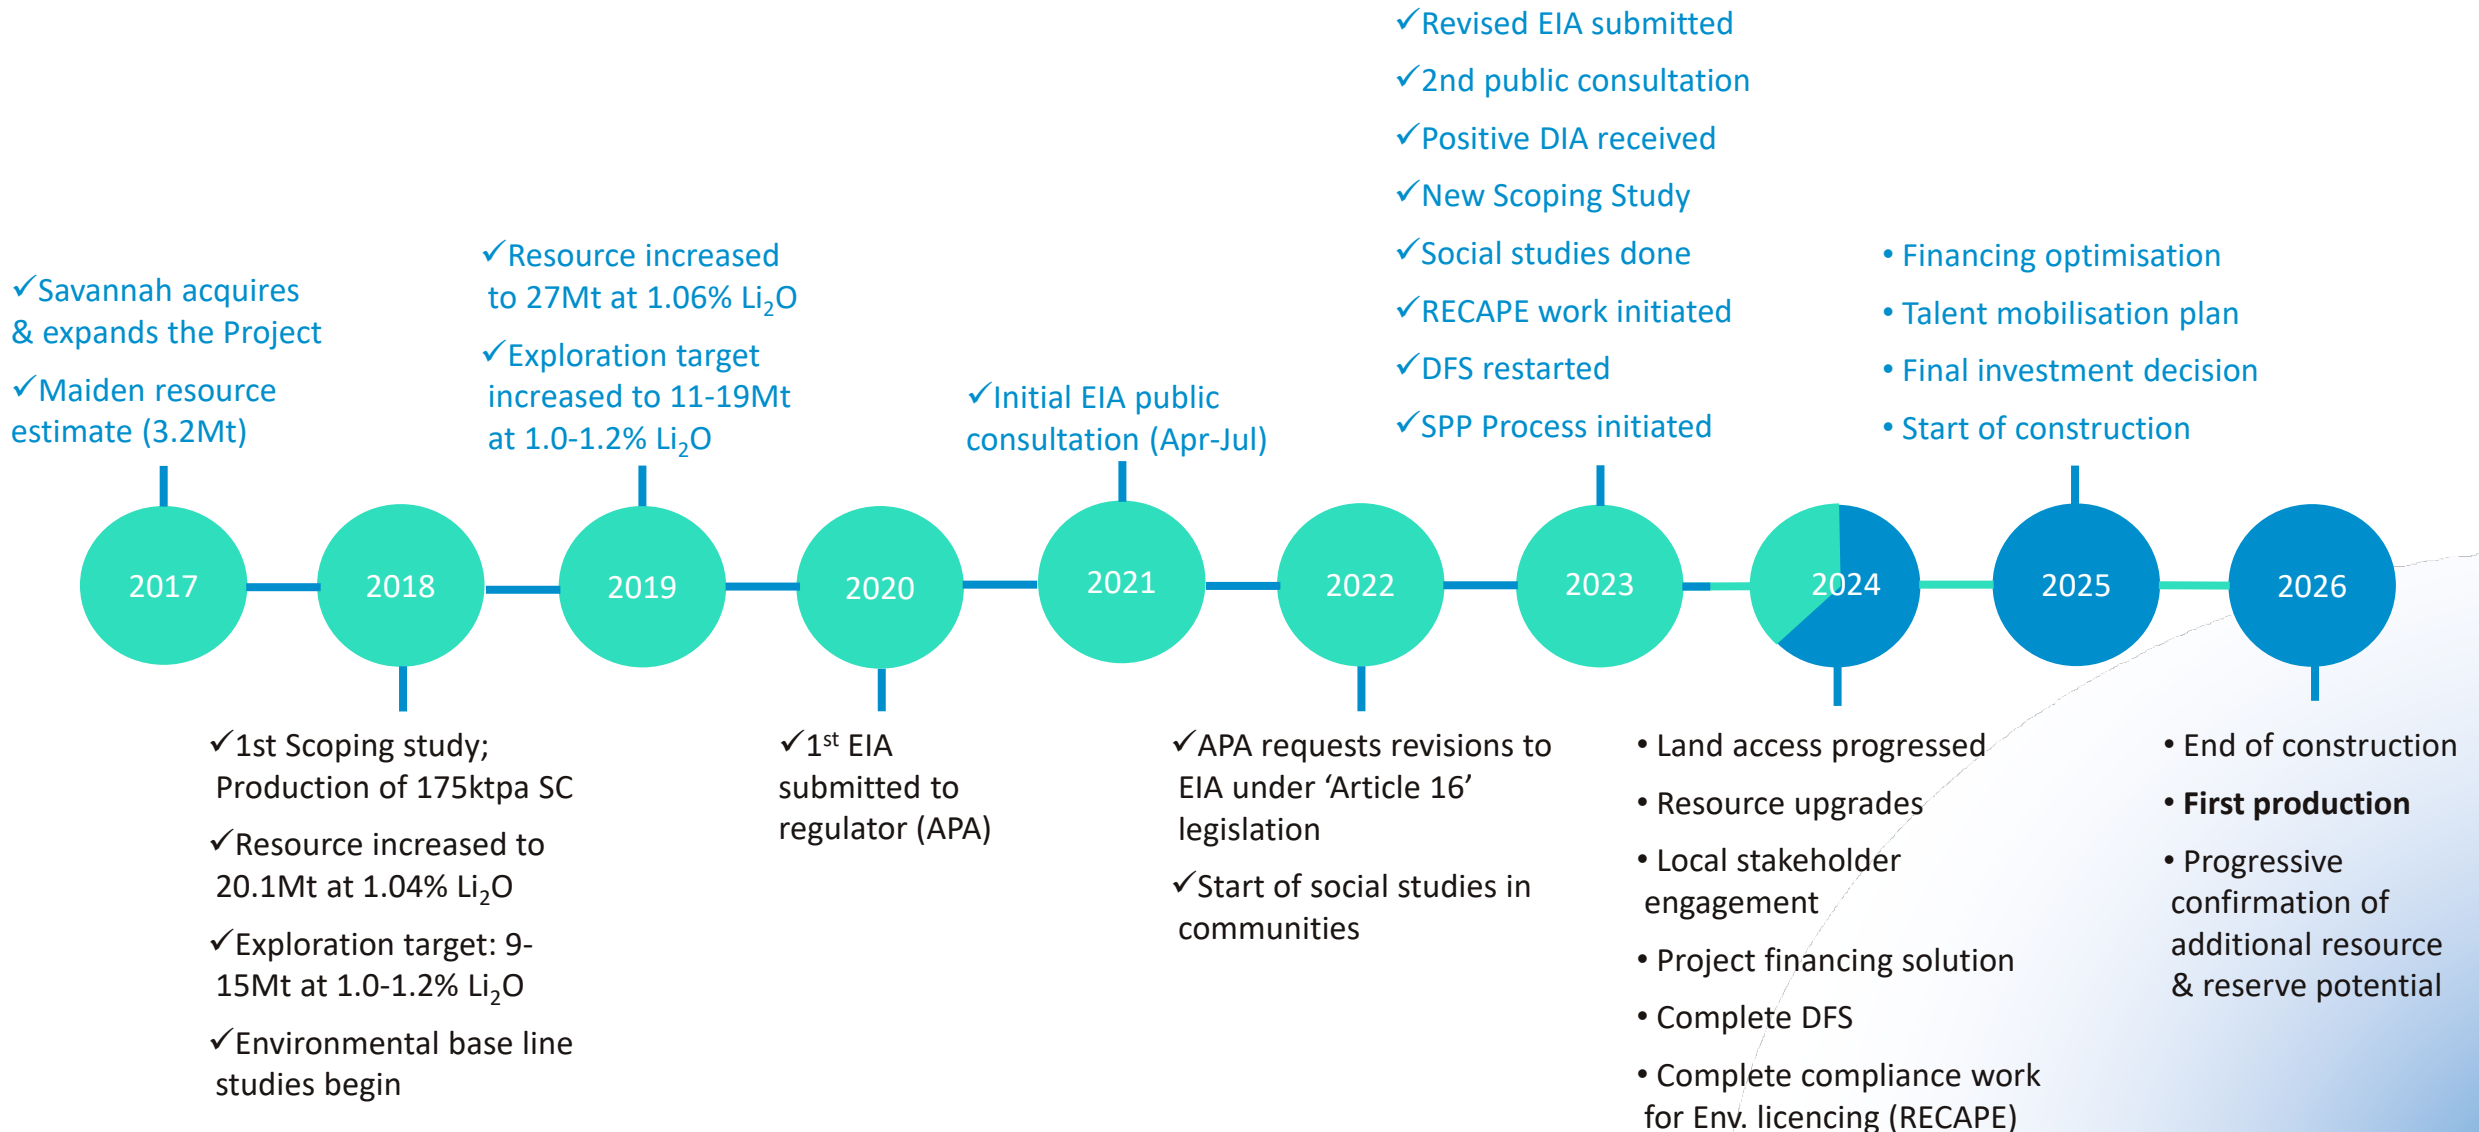 ✓Savannah acquires
& expands the Project
✓Maiden resource
estimate (3.2Mt)
✓Resource increased
to 27Mt at 1.06% Li₂O
✓Exploration target
increased to 11-19Mt
at 1.0-1.2% Li₂O
✓Initial EIA public
consultation (Apr-Jul)
✓Revised EIA submitted
✓2nd public consultation
✓Positive DIA received
✓New Scoping Study
✓Social studies done
✓RECAPE work initiated
✓DFS restarted
✓SPP Process initiated
• Financing optimisation
• Talent mobilisation plan
• Final investment decision
• Start of construction
2017
2018
2019
2020
2021
2022
2023
2024
2025
2026
✓1st Scoping study;
Production of 175ktpa SC
✓Resource increased to
20.1Mt at 1.04% Li₂O
✓Exploration target: 9-
15Mt at 1.0-1.2% Li₂O
✓Environmental base line
studies begin
✓1st EIA
submitted to
regulator (APA)
✓APA requests revisions to
EIA under ‘Article 16’
legislation
✓Start of social studies in
communities
• Land access progressed
• Resource upgrades
• Local stakeholder
engagement
• Project financing solution
• Complete DFS
• Complete compliance work
for Env. licencing (RECAPE)
• End of construction
• First production
• Progressive
confirmation of
additional resource
& reserve potential